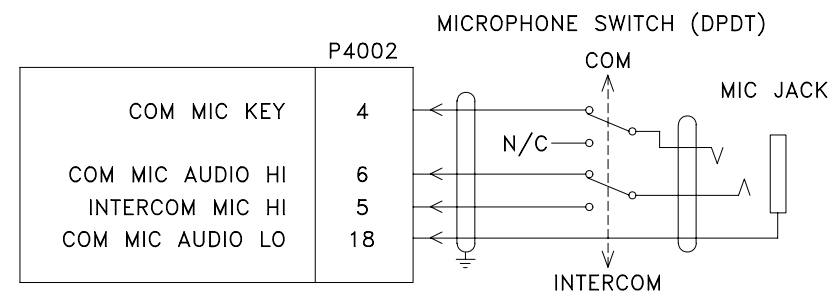 MICROPHONE SWITCH (DPDT)
P4002
COM
MIC JACK
COM MIC KEY 4
N/C
COM MIC AUDIO HI 6
INTERCOM MIC HI 5
COM MIC AUDIO LO 18
INTERCOM